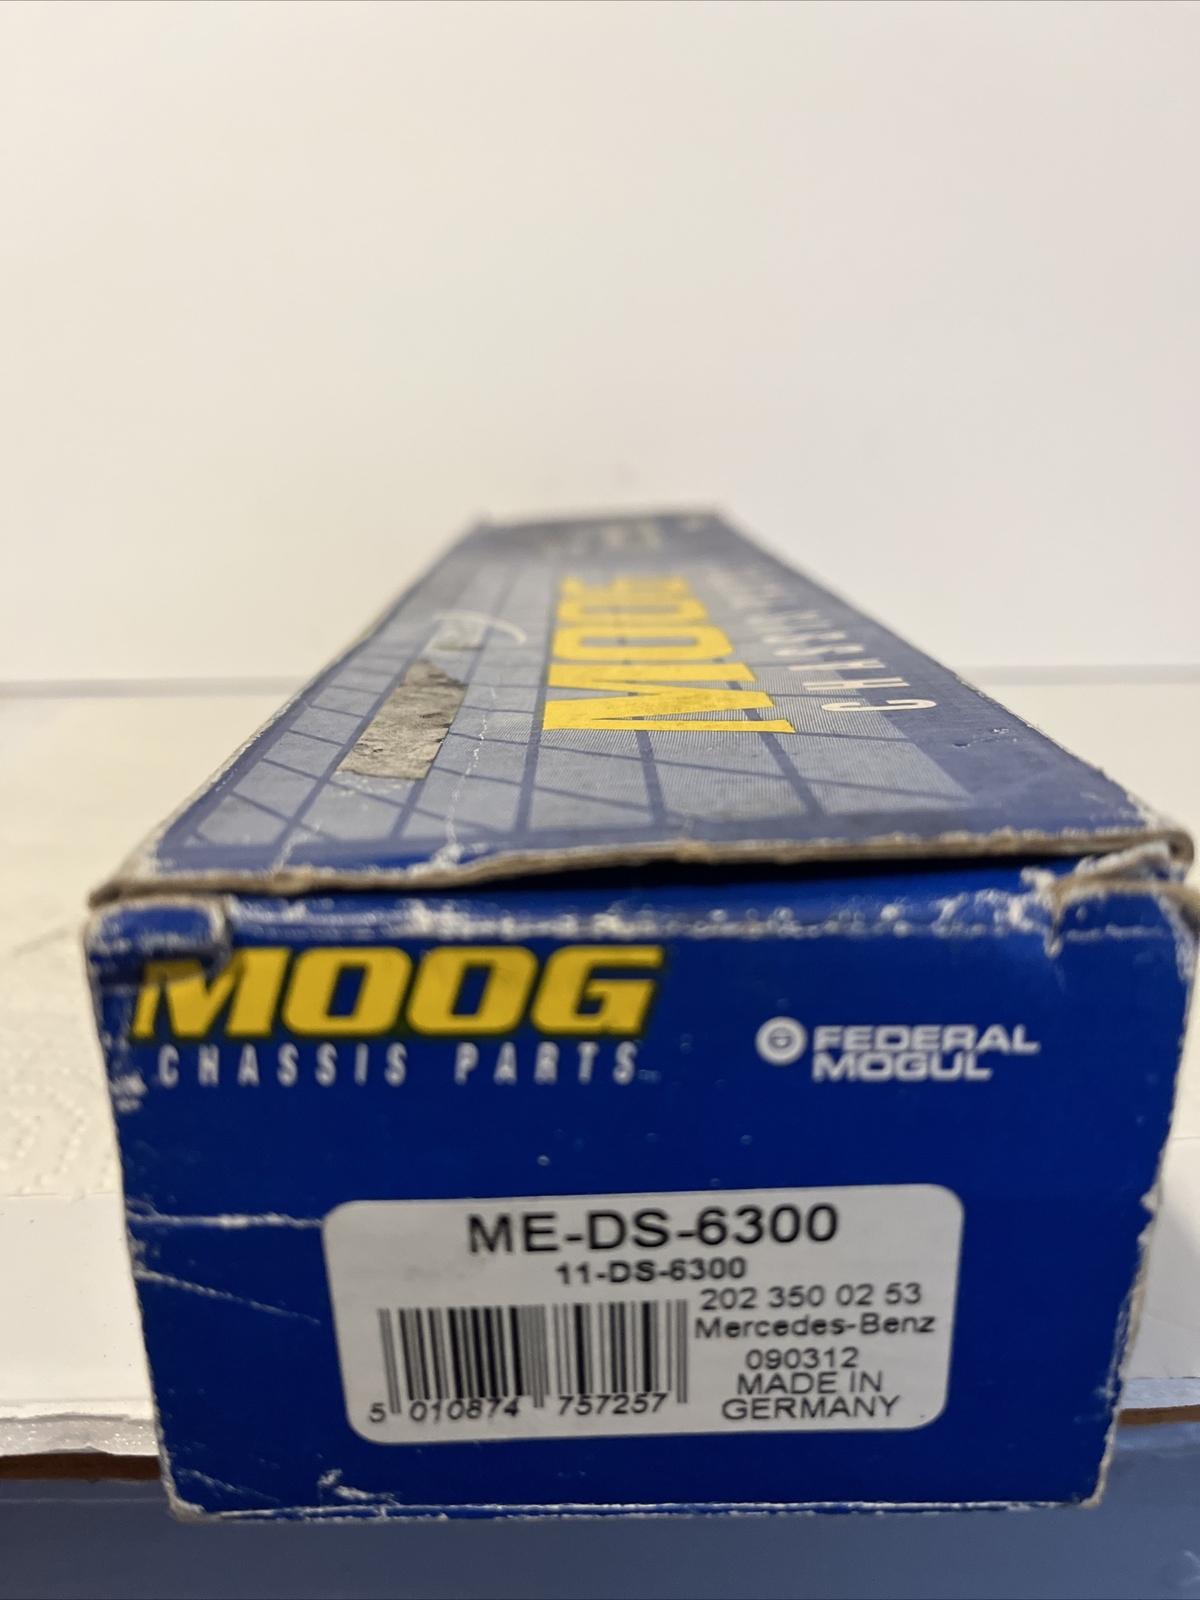 MOOG
CHASSIS
MOOG
CHASSIS PARTS
FEDERAL
MOGUL
ME-DS-6300
11-DS-6300
202 350 02 53
Mercedes-Benz
090312
MADE IN
GERMANY
5 010874 757257